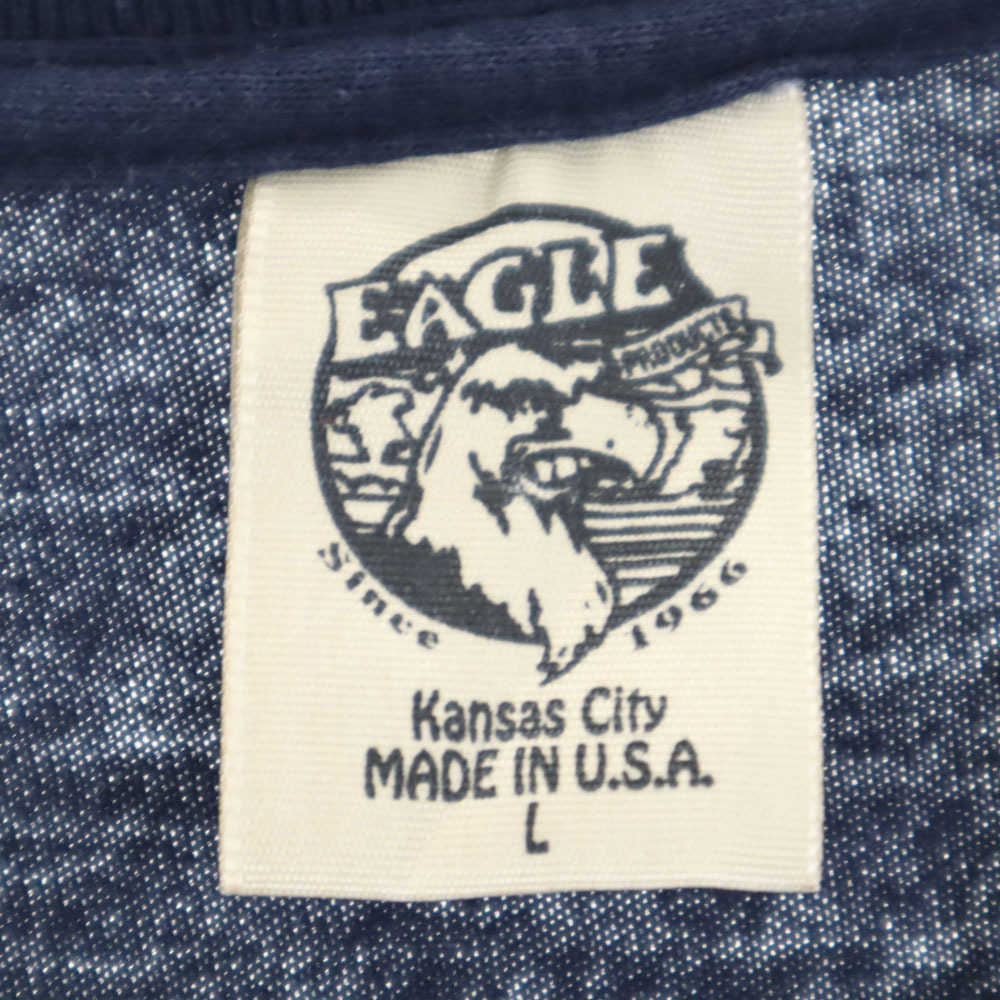 EAGLE
PRODUCTS
Since 1966
Kansas City
MADE IN U.S.A.
L